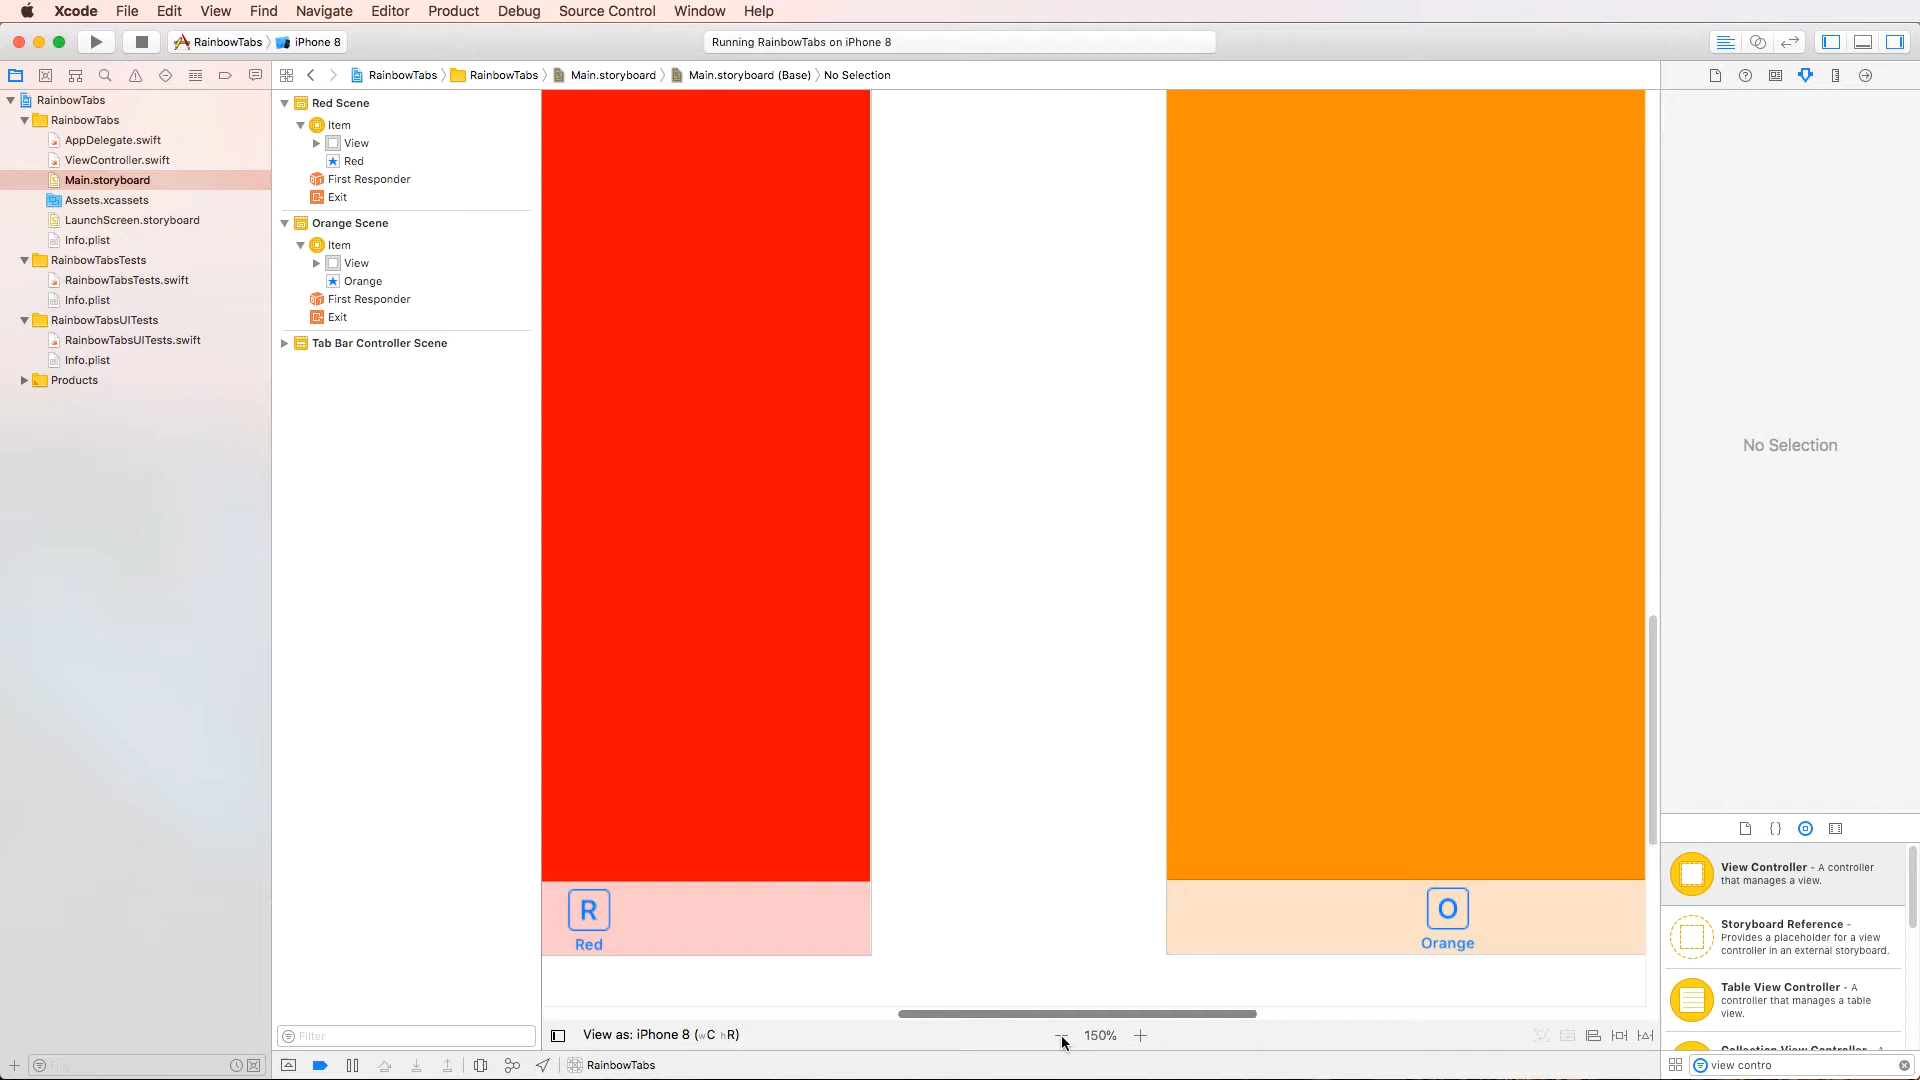 Xcode File Edit View Find Navigate Editor Product Debug Source Control Window Help
RainbowTabs iPhone 8
Running RainbowTabs on iPhone 8
RainbowTabs RainbowTabs Main.storyboard Main.storyboard (Base) No Selection
RainbowTabs
RainbowTabs
AppDelegate.swift
ViewController.swift
Main.storyboard
Assets.xcassets
LaunchScreen.storyboard
Info.plist
RainbowTabsTests
RainbowTabsTests.swift
Info.plist
RainbowTabsUITests
RainbowTabsUITests.swift
Info.plist
Products
Filter
Red Scene
Item
View
Red
First Responder
Exit
Orange Scene
Item
View
Orange
First Responder
Exit
Tab Bar Controller Scene
Filter
R
Red
O
Orange
View as: iPhone 8 (wC hR)
150%
RainbowTabs
No Selection
View Controller - A controller
that manages a view.
Storyboard Reference -
Provides a placeholder for a view
controller in an external storyboard.
Table View Controller - A
controller that manages a table
view.
Collection View Controller - A
view contro